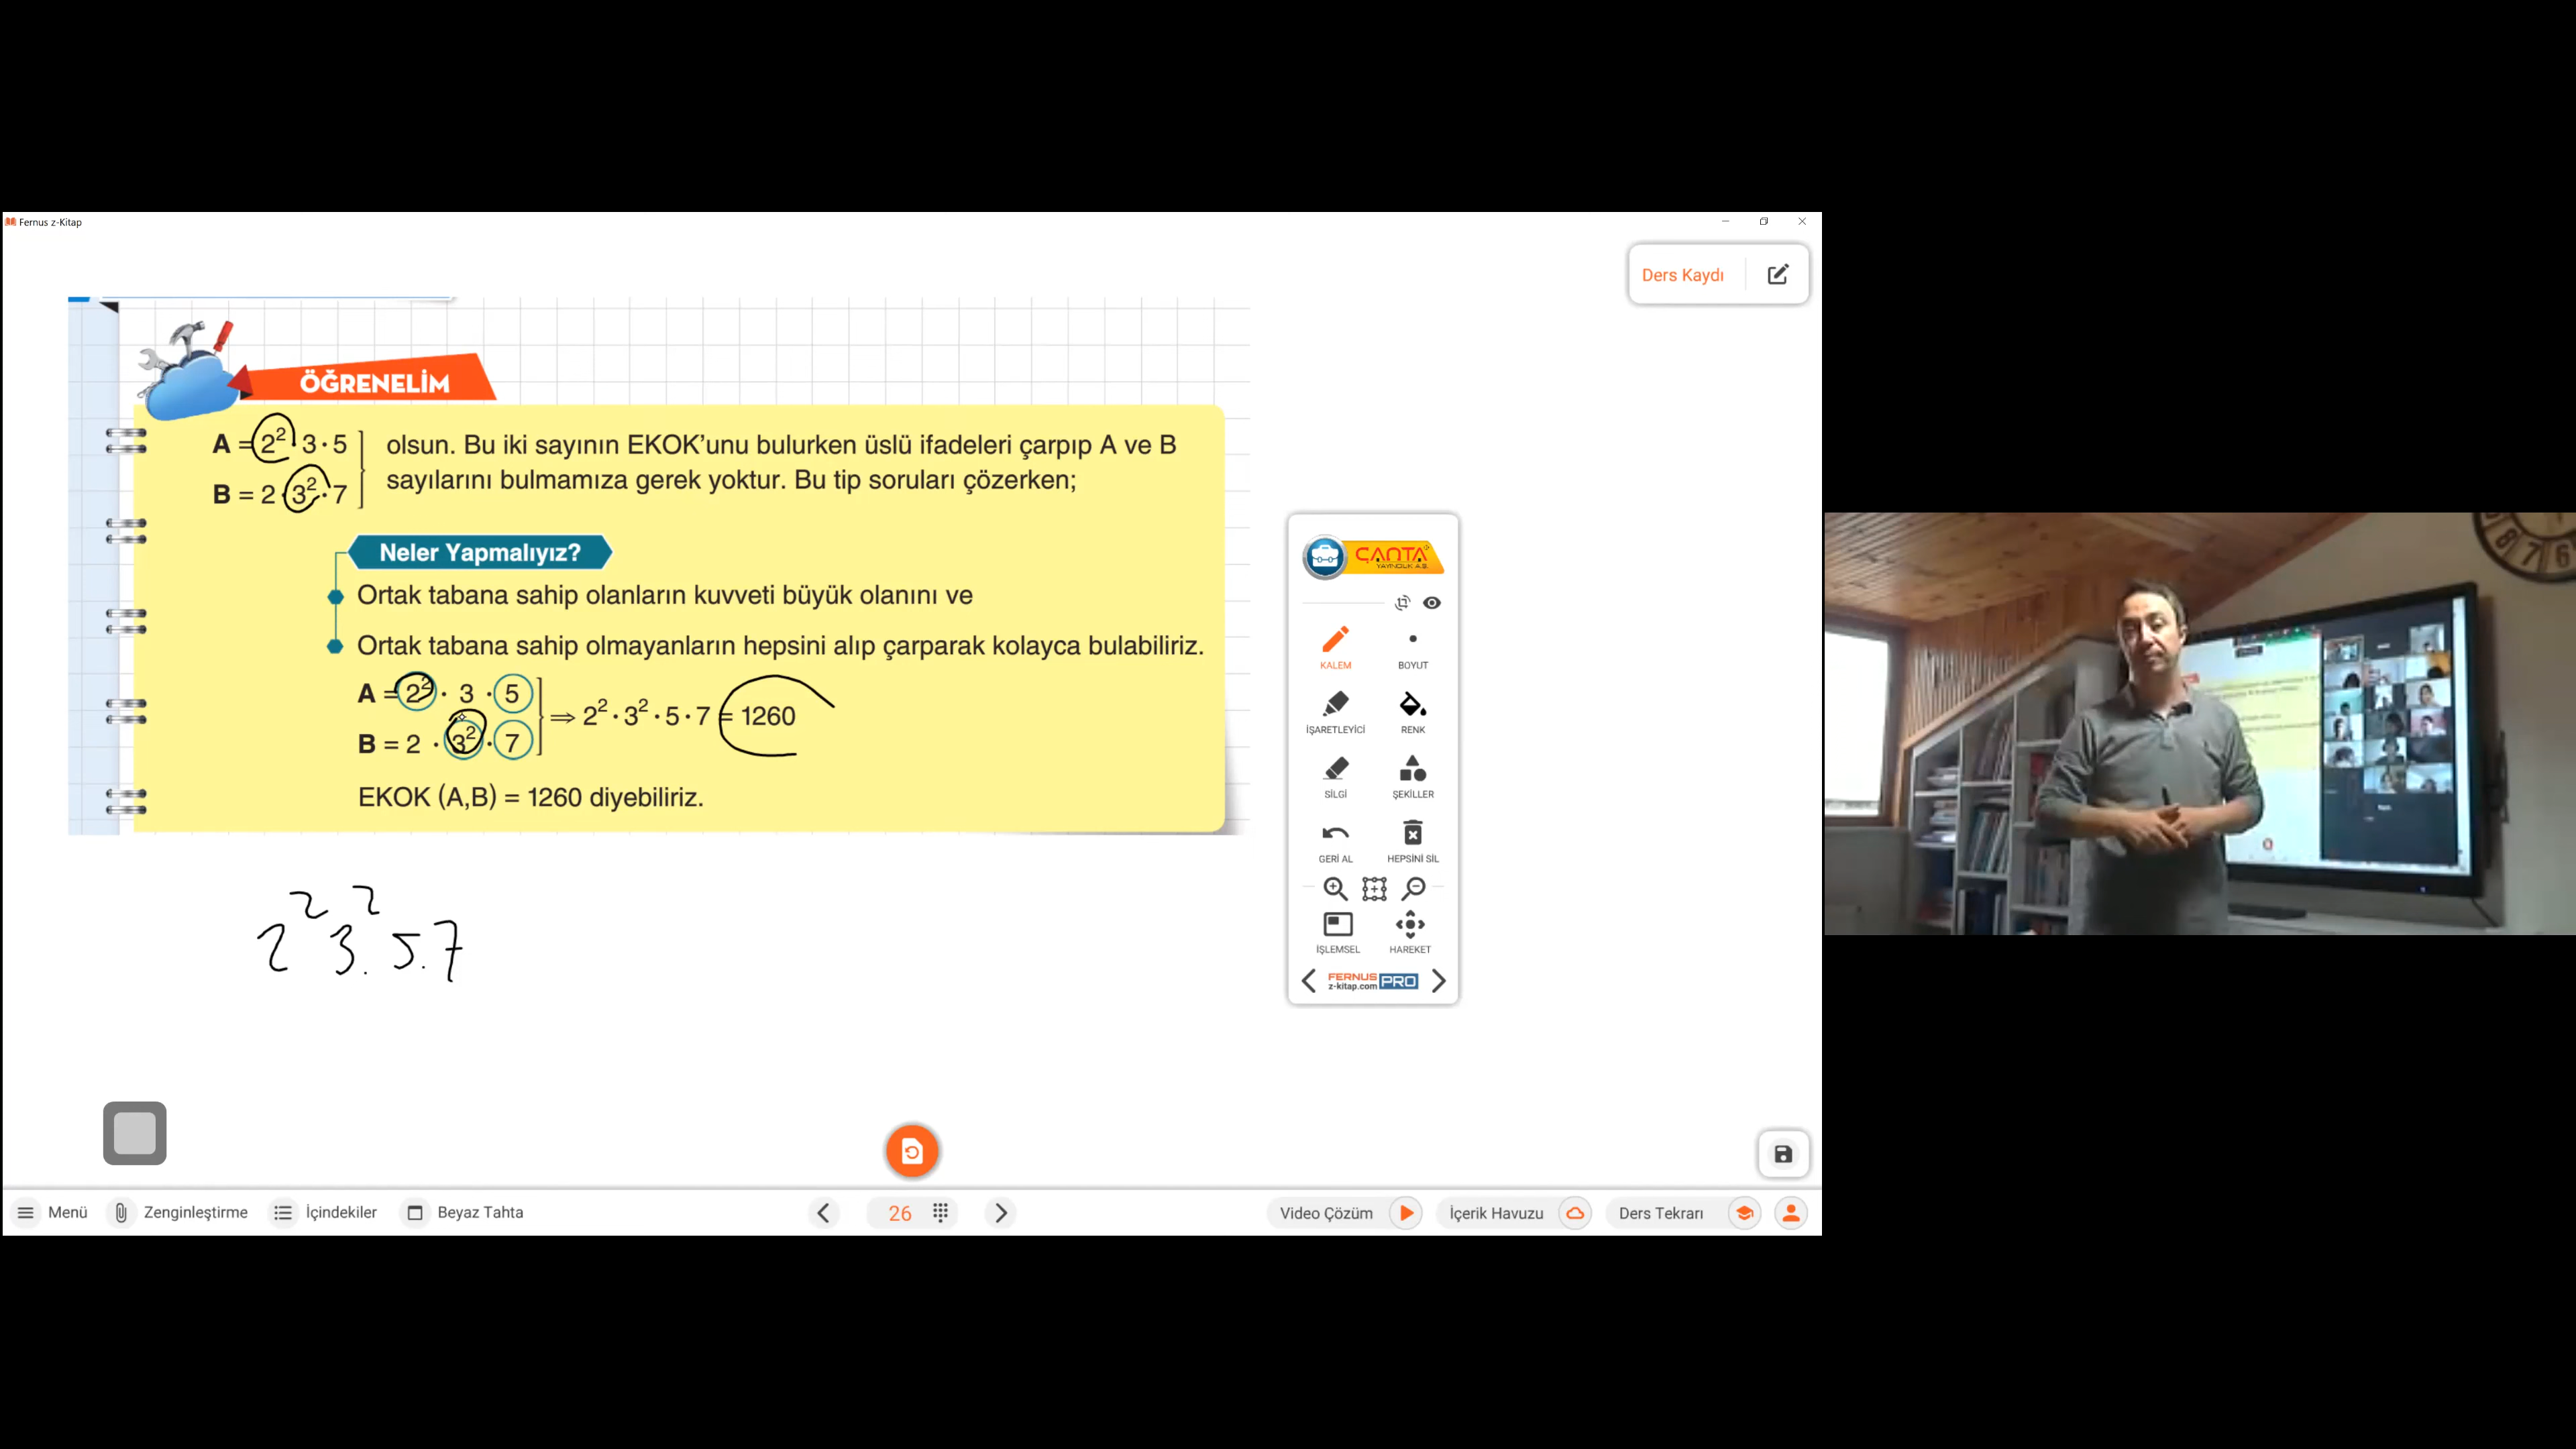 Fernus z-Kitap
Ders Kaydı
ÖĞRENELİM
A = 2² · 3 · 5
B = 2 · 3² · 7
olsun. Bu iki sayının EKOK'unu bulurken üslü ifadeleri çarpıp A ve B
sayılarını bulmamıza gerek yoktur. Bu tip soruları çözerken;
Neler Yapmalıyız?
Ortak tabana sahip olanların kuvveti büyük olanını ve
Ortak tabana sahip olmayanların hepsini alıp çarparak kolayca bulabiliriz.
A = 2² · 3 · 5
B = 2 · 3² · 7
⇒ 2² · 3² · 5 · 7 = 1260
EKOK (A,B) = 1260 diyebiliriz.
2² 3² . 5 . 7
ÇANTA
YAYINCILIK A.Ş.
KALEM BOYUT
İŞARETLEYİCİ RENK
SİLGİ ŞEKİLLER
GERİ AL HEPSİNİ SİL
İŞLEMSEL HAREKET
FERNUS PRO
z-kitap.com
Menü Zenginleştirme İçindekiler Beyaz Tahta 26 Video Çözüm İçerik Havuzu Ders Tekrarı
8 7 6